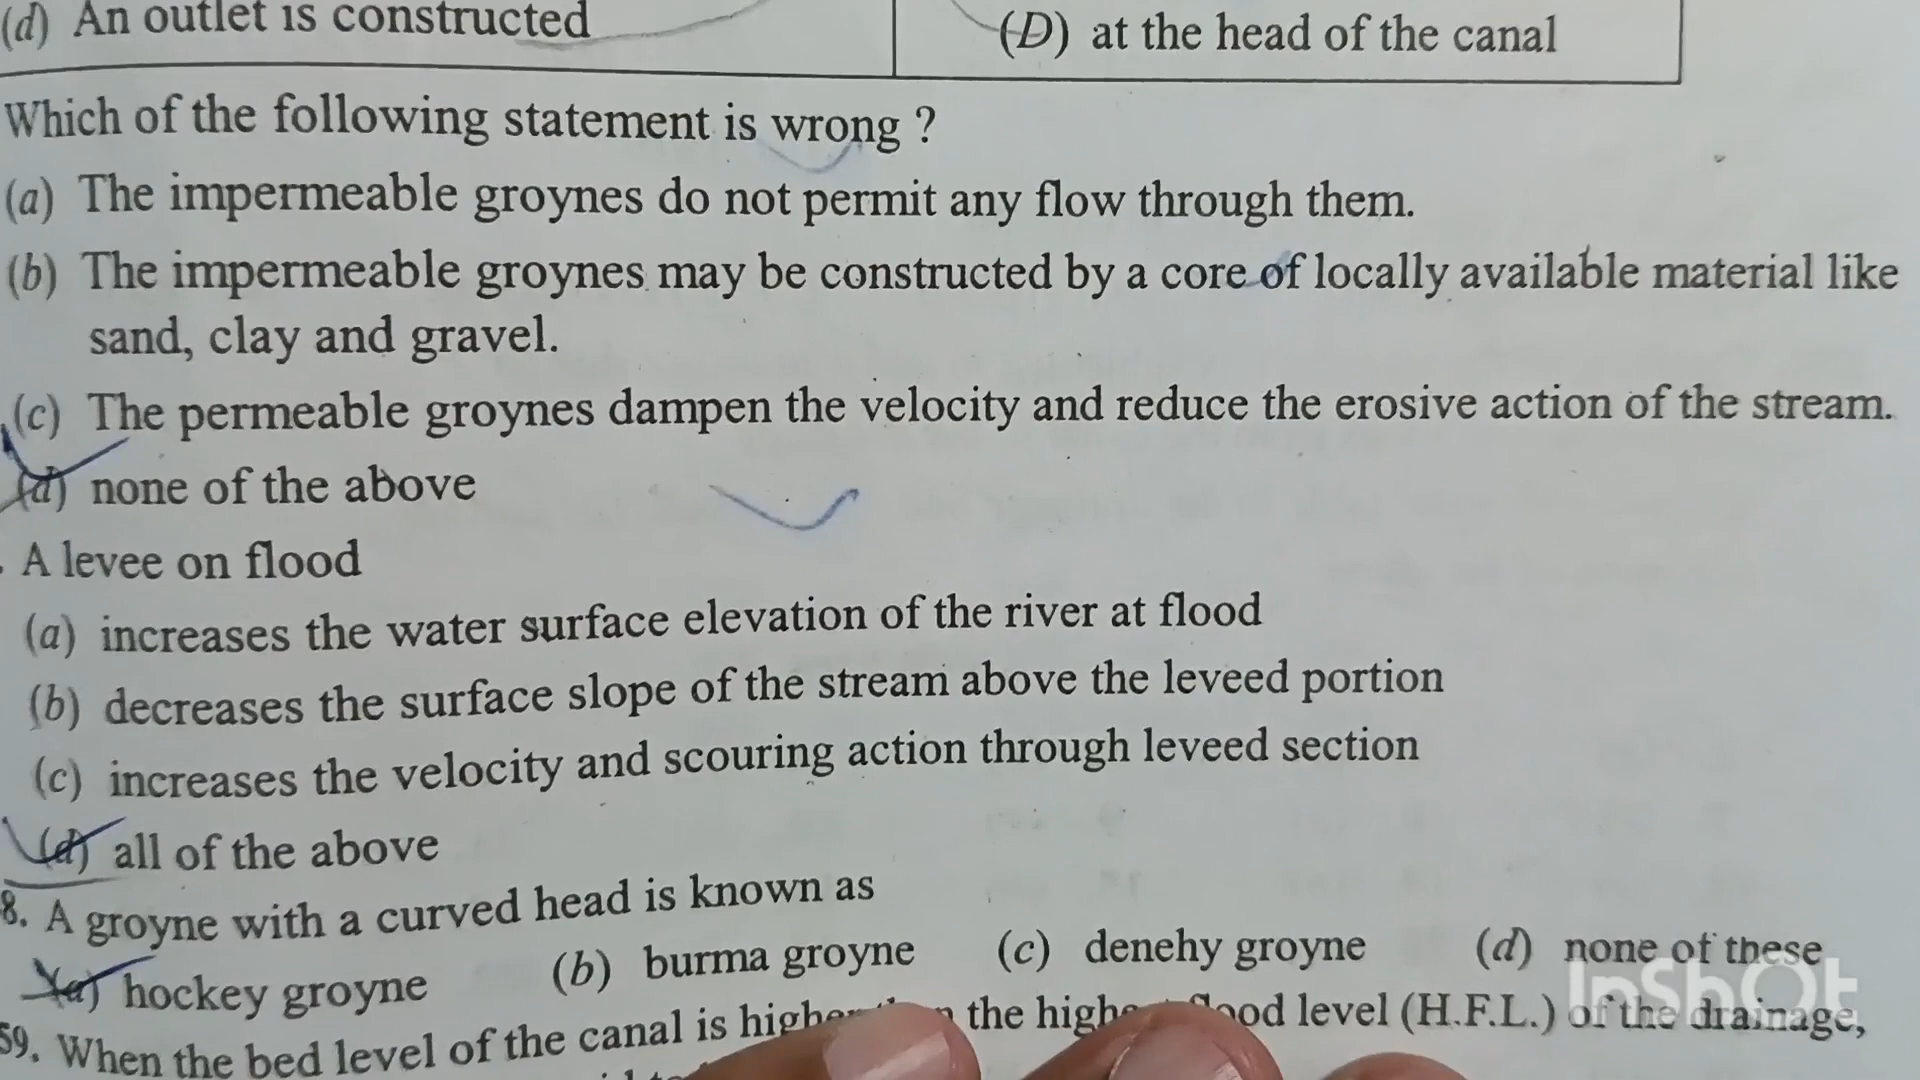 (d) An outlet is constructed
(D) at the head of the canal
Which of the following statement is wrong ?
(a) The impermeable groynes do not permit any flow through them.
(b) The impermeable groynes may be constructed by a core of locally available material like
sand, clay and gravel.
(c) The permeable groynes dampen the velocity and reduce the erosive action of the stream.
(d) none of the above
A levee on flood
(a) increases the water surface elevation of the river at flood
(b) decreases the surface slope of the stream above the leveed portion
(c) increases the velocity and scouring action through leveed section
(d) all of the above
8. A groyne with a curved head is known as
(a) hockey groyne (b) burma groyne (c) denehy groyne (d) none of these
59. When the bed level of the canal is higher the flood level (H.F.L.) of the drainage,
InShOt